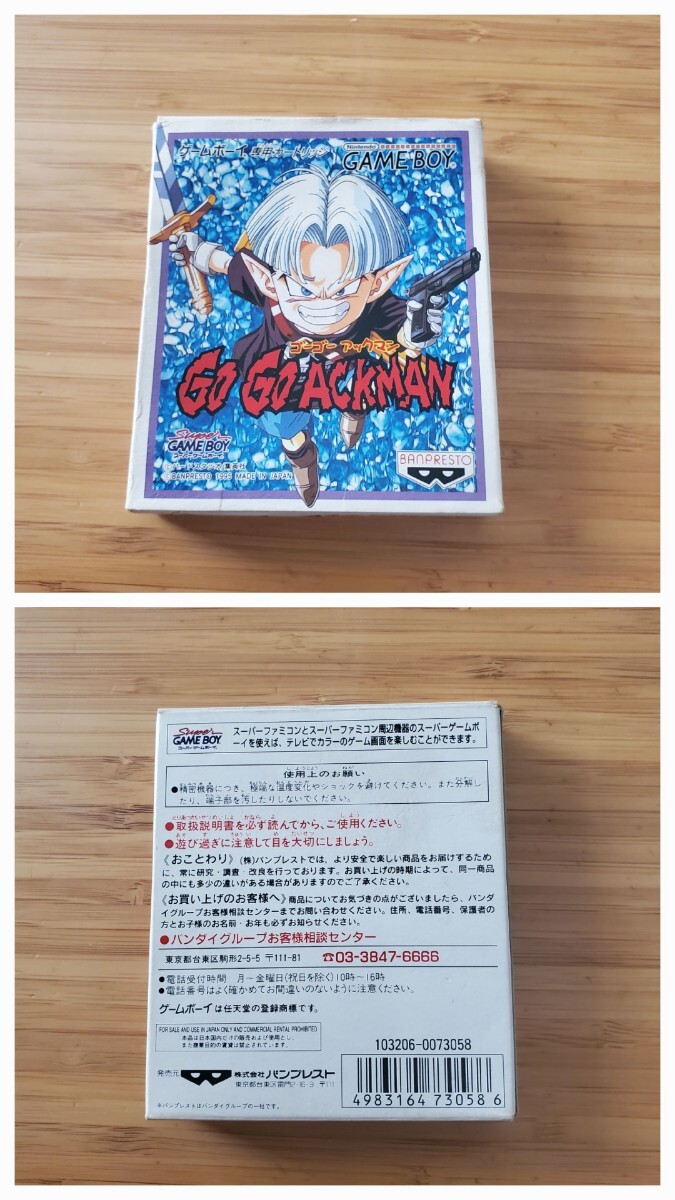 ゲームボーイ専用カートリッジ
Nintendo
GAME BOY
ゴーゴー アックマン
GO GO ACKMAN
Super
GAME BOY
スーパーゲームボーイ
BANPRESTO
©バードスタジオ/集英社
©BANPRESTO 1995 MADE IN JAPAN
Super
GAME BOY
スーパーゲームボーイ
スーパーファミコンとスーパーファミコン周辺機器のスーパーゲームボ
ーイを使えば、テレビでカラーのゲーム画面を楽しむことができます。
使用上のお願い
●精密機器につき、極端な温度変化やショックを避けてください。また分解し
たり、端子部を汚したりしないでください。
●取扱説明書を必ず読んでから、ご使用ください。
●遊び過ぎに注意して目を大切にしましょう。
《おことわり》(株)バンプレストでは、より安全で楽しい商品をお届けするため
に、常に研究・調査・改良を行っております。お買い上げの時期によって、同一商品
の中にも多少の違いがある場合がありますのでご了承ください。
《お買い上げのお客様へ》商品についてお気づきの点がございましたら、バンダ
イグループお客様相談センターまでお問い合わせください。住所、電話番号、保護者の
方とお子様のお名前・お年も必ずお知らせください。
●バンダイグループお客様相談センター
東京都台東区駒形2-5-5 〒111-81 ☎03-3847-6666
●電話受付時間 月〜金曜日(祝日を除く)10時〜16時
●電話番号はよく確かめてお間違いのないように注意ください。
ゲームボーイは任天堂の登録商標です。
FOR SALE AND USE IN JAPAN ONLY AND COMMERCIAL RENTAL PROHIBITED
本品は日本国内だけの販売および使用とし、
また商業目的の賃貸は禁止されています。
103206-0073058
発売元 株式会社バンプレスト
東京都台東区雷門2-16-9 〒111
※バンプレストはバンダイグループの一社です。
4983164 73058 6